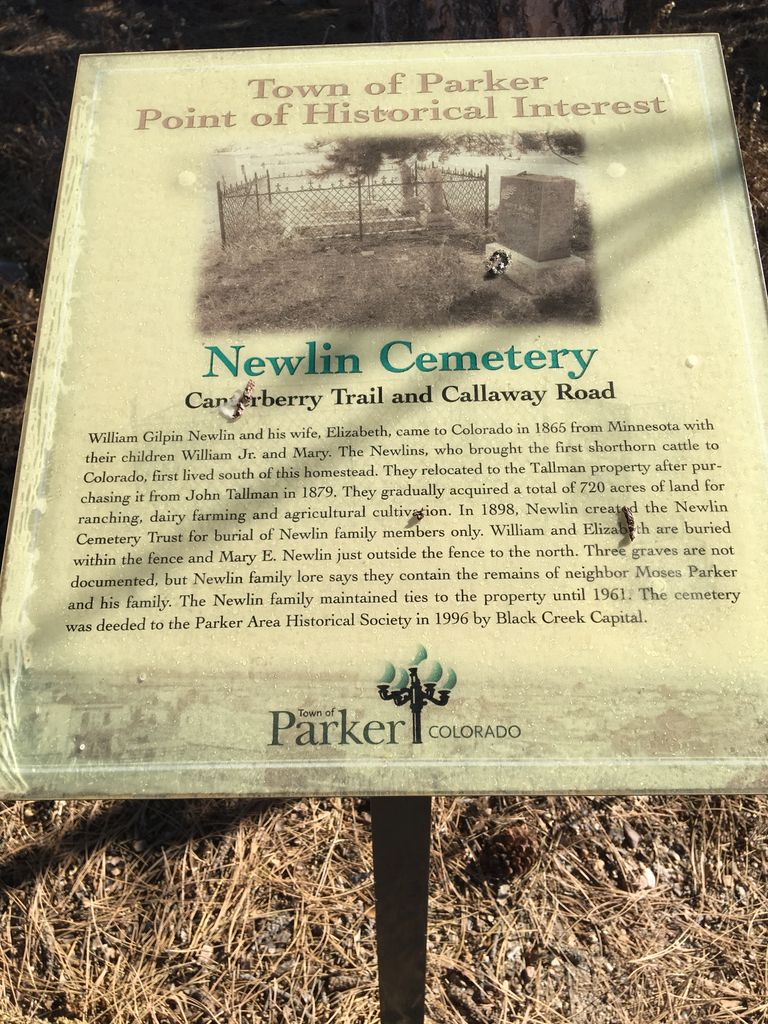 Town of Parker
Point of Historical Interest
Newlin Cemetery
Canterberry Trail and Callaway Road
William Gilpin Newlin and his wife, Elizabeth, came to Colorado in 1865 from Minnesota with
their children William Jr. and Mary. The Newlins, who brought the first shorthorn cattle to
Colorado, first lived south of this homestead. They relocated to the Tallman property after pur-
chasing it from John Tallman in 1879. They gradually acquired a total of 720 acres of land for
ranching, dairy farming and agricultural cultivation. In 1898, Newlin created the Newlin
Cemetery Trust for burial of Newlin family members only. William and Elizabeth are buried
within the fence and Mary E. Newlin just outside the fence to the north. Three graves are not
documented, but Newlin family lore says they contain the remains of neighbor Moses Parker
and his family. The Newlin family maintained ties to the property until 1961. The cemetery
was deeded to the Parker Area Historical Society in 1996 by Black Creek Capital.
Town of
Parker COLORADO